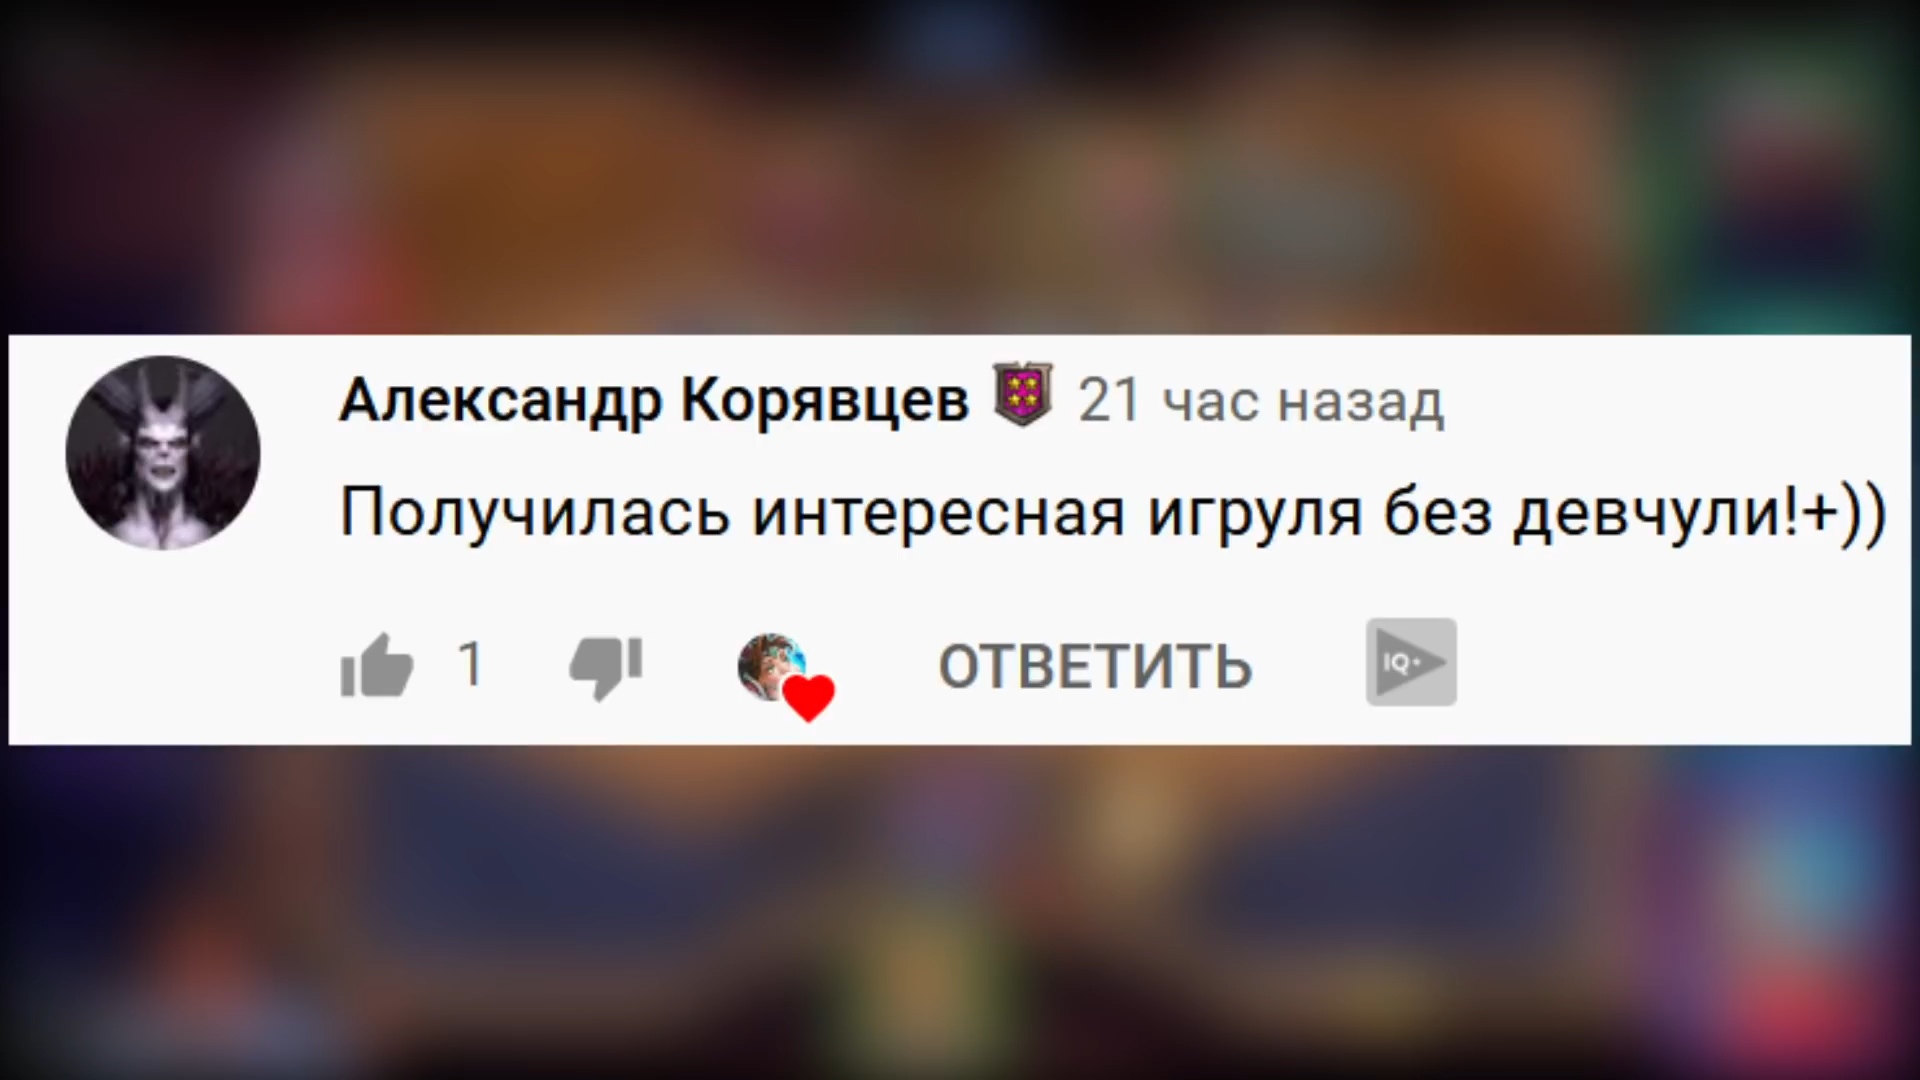 Александр Корявцев 21 час назад
Получилась интересная игруля без девчули!+))
1 ОТВЕТИТЬ IQ+